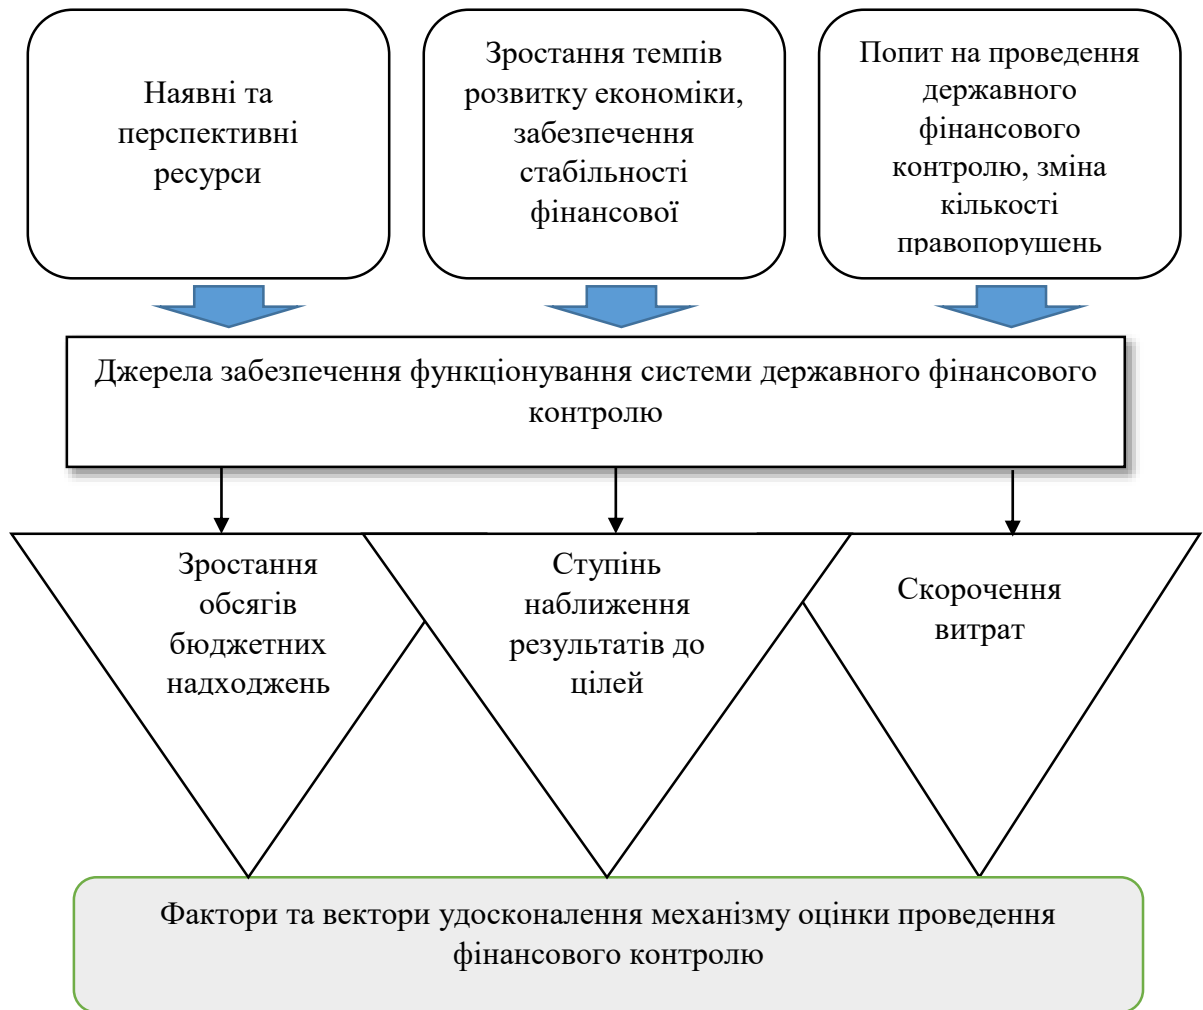 Наявні та
перспективні
ресурси
Зростання темпів
розвитку економіки,
забезпечення
стабільності
фінансової
Попит на проведення
державного
фінансового
контролю, зміна
кількості
правопорушень
Джерела забезпечення функціонування системи державного фінансового
контролю
Зростання
обсягів
бюджетних
надходжень
Ступінь
наближення
результатів до
цілей
Скорочення
витрат
Фактори та вектори удосконалення механізму оцінки проведення
фінансового контролю